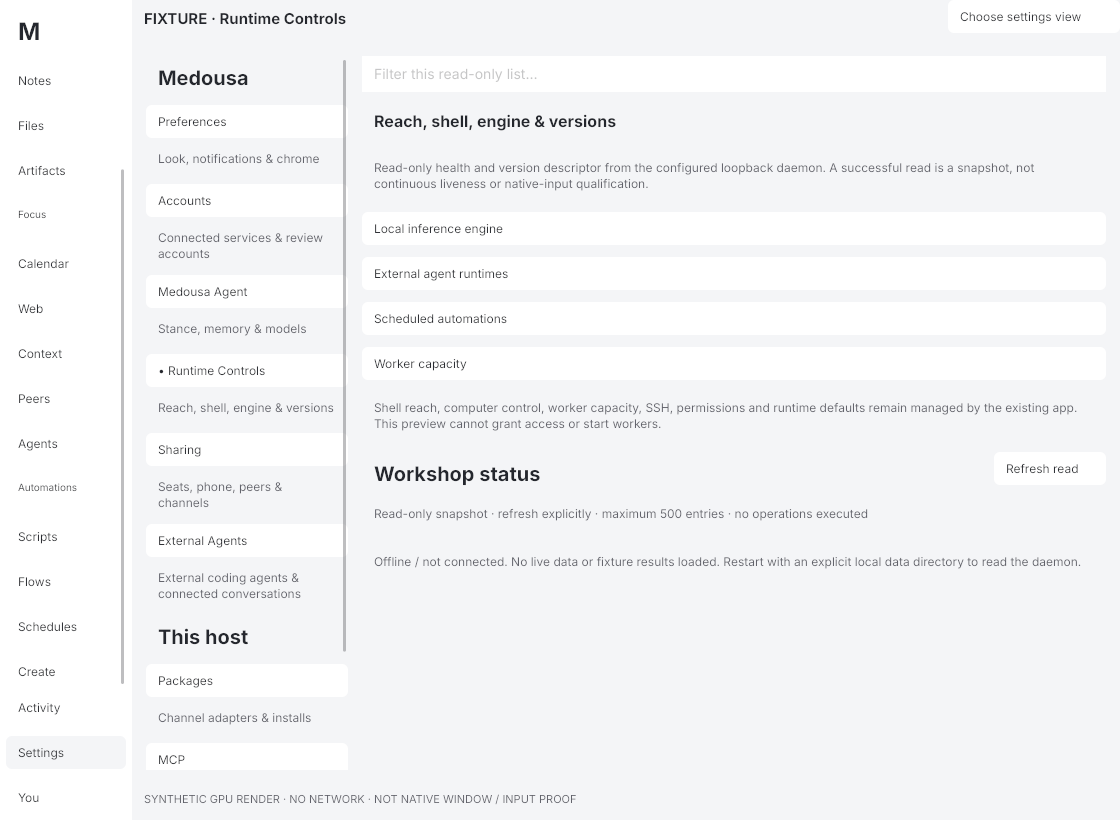 M
Notes
Files
Artifacts
Focus
Calendar
Web
Context
Peers
Agents
Automations
Scripts
Flows
Schedules
Create
Activity
Settings
You
FIXTURE · Runtime Controls
Choose settings view
Medousa
Preferences
Look, notifications & chrome
Accounts
Connected services & review
accounts
Medousa Agent
Stance, memory & models
• Runtime Controls
Reach, shell, engine & versions
Sharing
Seats, phone, peers &
channels
External Agents
External coding agents &
connected conversations
This host
Packages
Channel adapters & installs
MCP
Filter this read-only list...
Reach, shell, engine & versions
Read-only health and version descriptor from the configured loopback daemon. A successful read is a snapshot, not
continuous liveness or native-input qualification.
Local inference engine
External agent runtimes
Scheduled automations
Worker capacity
Shell reach, computer control, worker capacity, SSH, permissions and runtime defaults remain managed by the existing app.
This preview cannot grant access or start workers.
Workshop status
Refresh read
Read-only snapshot · refresh explicitly · maximum 500 entries · no operations executed
Offline / not connected. No live data or fixture results loaded. Restart with an explicit local data directory to read the daemon.
SYNTHETIC GPU RENDER · NO NETWORK · NOT NATIVE WINDOW / INPUT PROOF